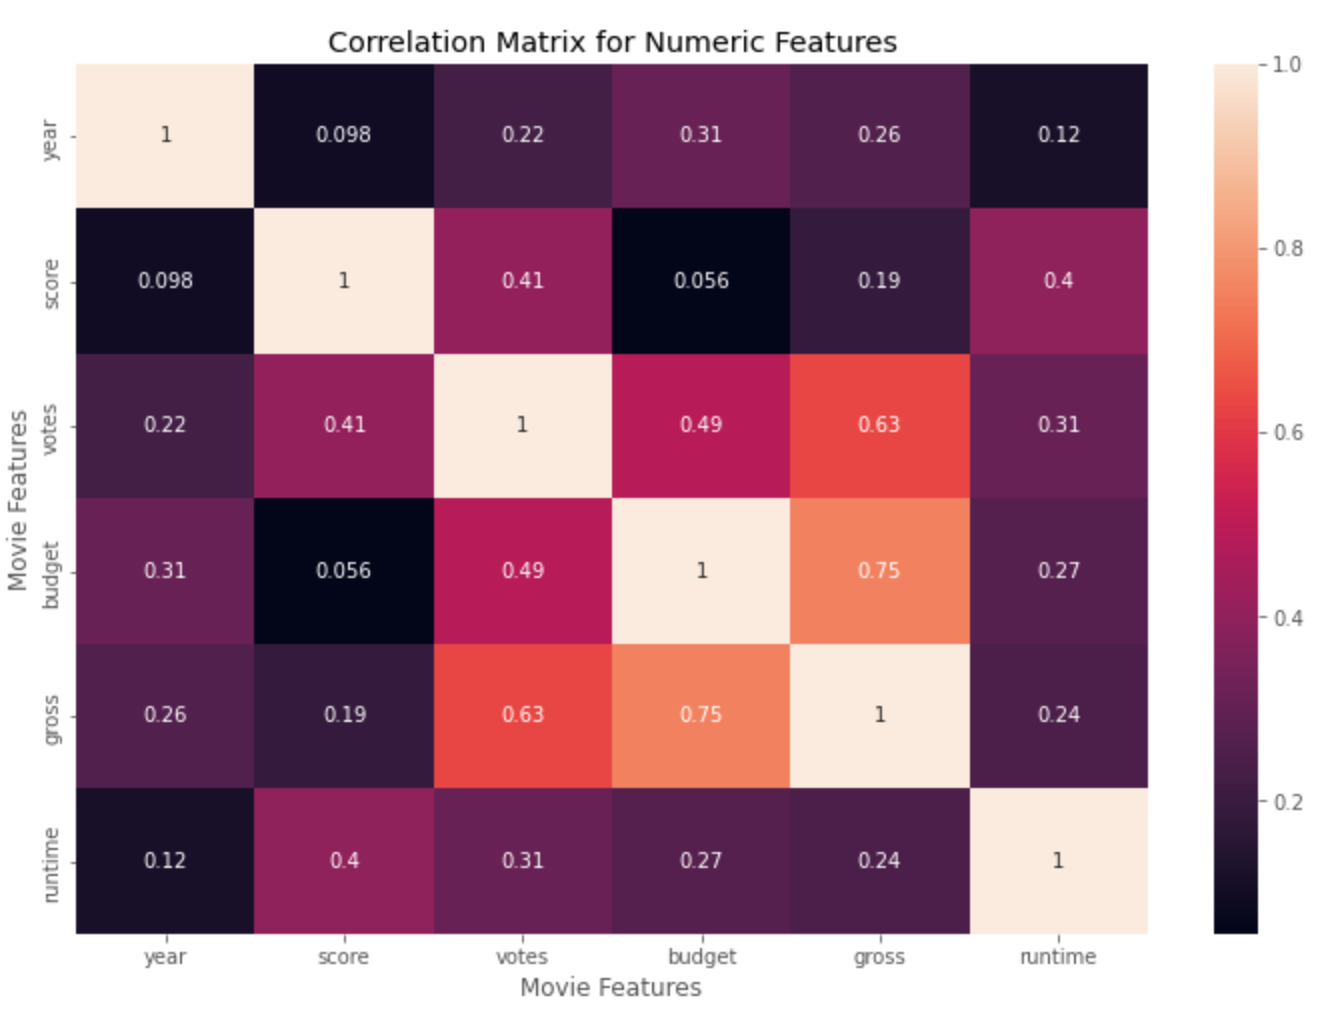 Correlation Matrix for Numeric Features
year 1 0.098 0.22 0.31 0.26 0.12
score 0.098 1 0.41 0.056 0.19 0.4
votes 0.22 0.41 1 0.49 0.63 0.31
budget 0.31 0.056 0.49 1 0.75 0.27
gross 0.26 0.19 0.63 0.75 1 0.24
runtime 0.12 0.4 0.31 0.27 0.24 1
Movie Features
year score votes budget gross runtime
Movie Features
1.0
0.8
0.6
0.4
0.2